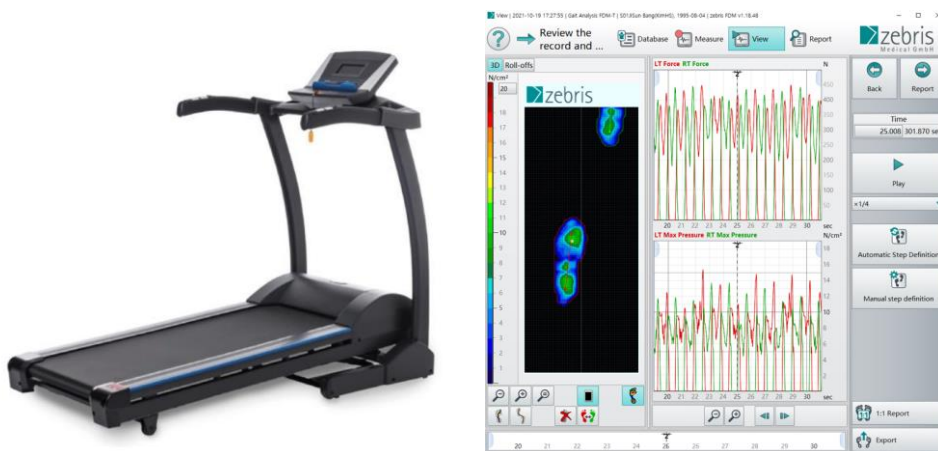 View | 2021-10-19 17:27:55 | Gait Analysis FDM-T | zebris FDM v1.18.48
?
Review the
record and ...
Database
Measure
View
Report
zebris
Medical GmbH
3D Roll-offs
N/cm²
20
18
17
16
15
14
13
12
11
10
9
8
7
6
5
4
3
2
1
zebris
LT Force RT Force
N
450
400
350
300
250
200
150
100
50
20 21 22 23 24 25 26 27 28 29 30 sec
LT Max Pressure RT Max Pressure
N/cm²
18
16
14
12
10
8
6
4
2
20 21 22 23 24 25 26 27 28 29 30 sec
Back
Report
Time
25.008 301.870 se
Play
×1/4
Automatic Step Definition
Manual step definition
1:1 Report
Export
20 21 22 23 24 26 27 28 29 30